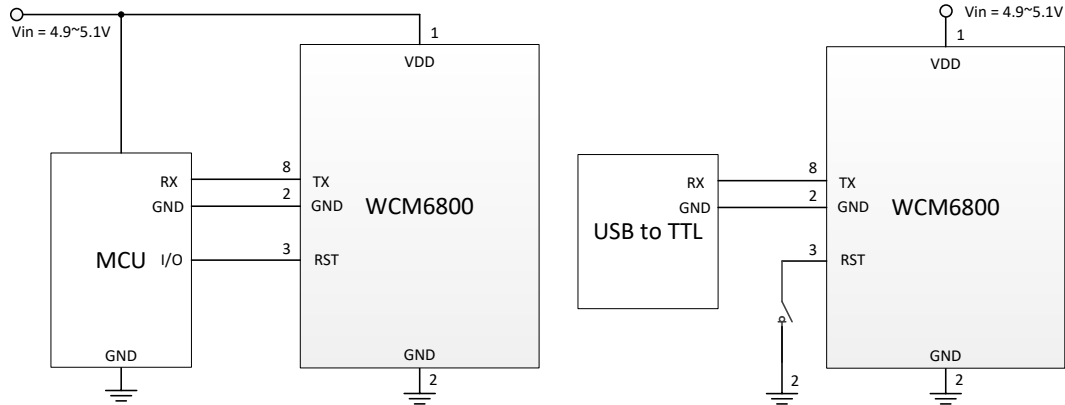 Vin = 4.9~5.1V
1
VDD
RX
8
TX
GND
2
GND
WCM6800
MCU
I/O
3
RST
GND
GND
2
Vin = 4.9~5.1V
1
VDD
RX
8
TX
GND
2
GND
WCM6800
USB to TTL
3
RST
2
GND
2